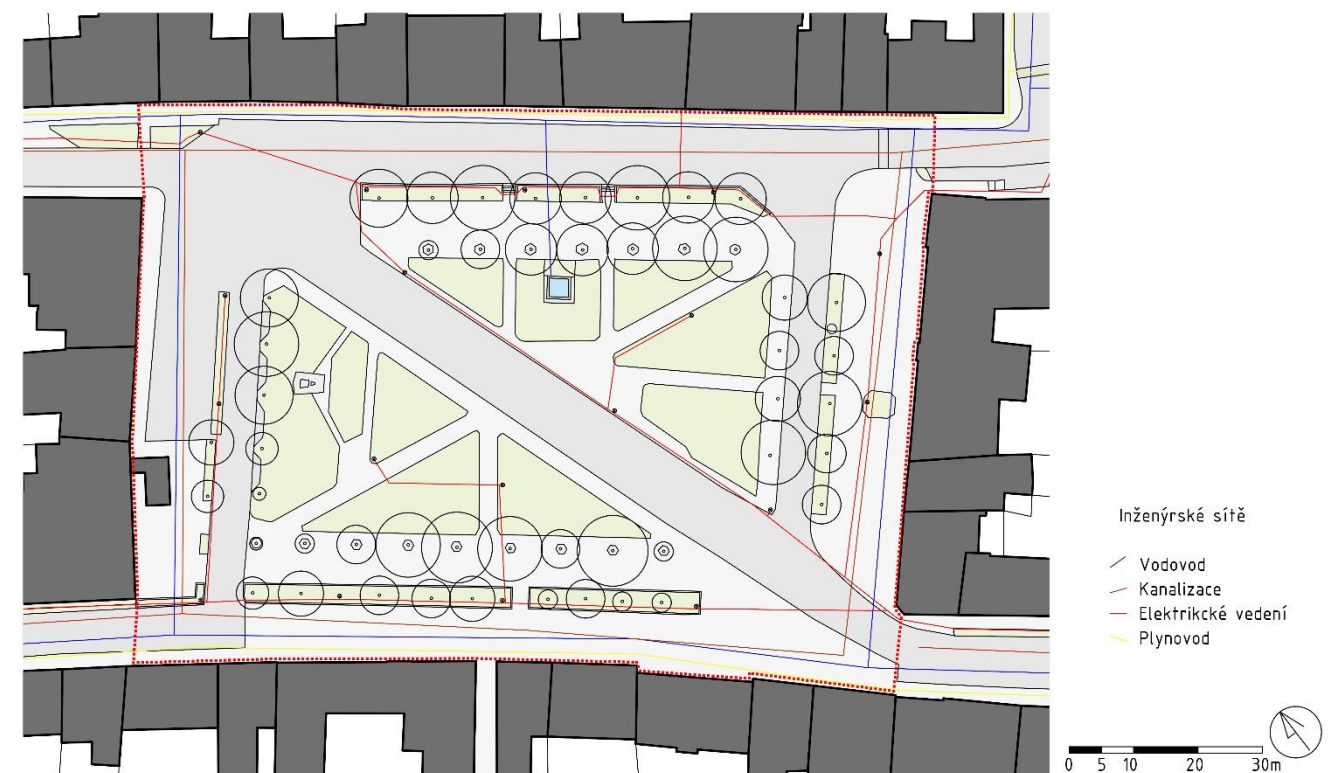 Inženýrské sítě
Vodovod
Kanalizace
Elektrikcké vedení
Plynovod
0 5 10 20 30m